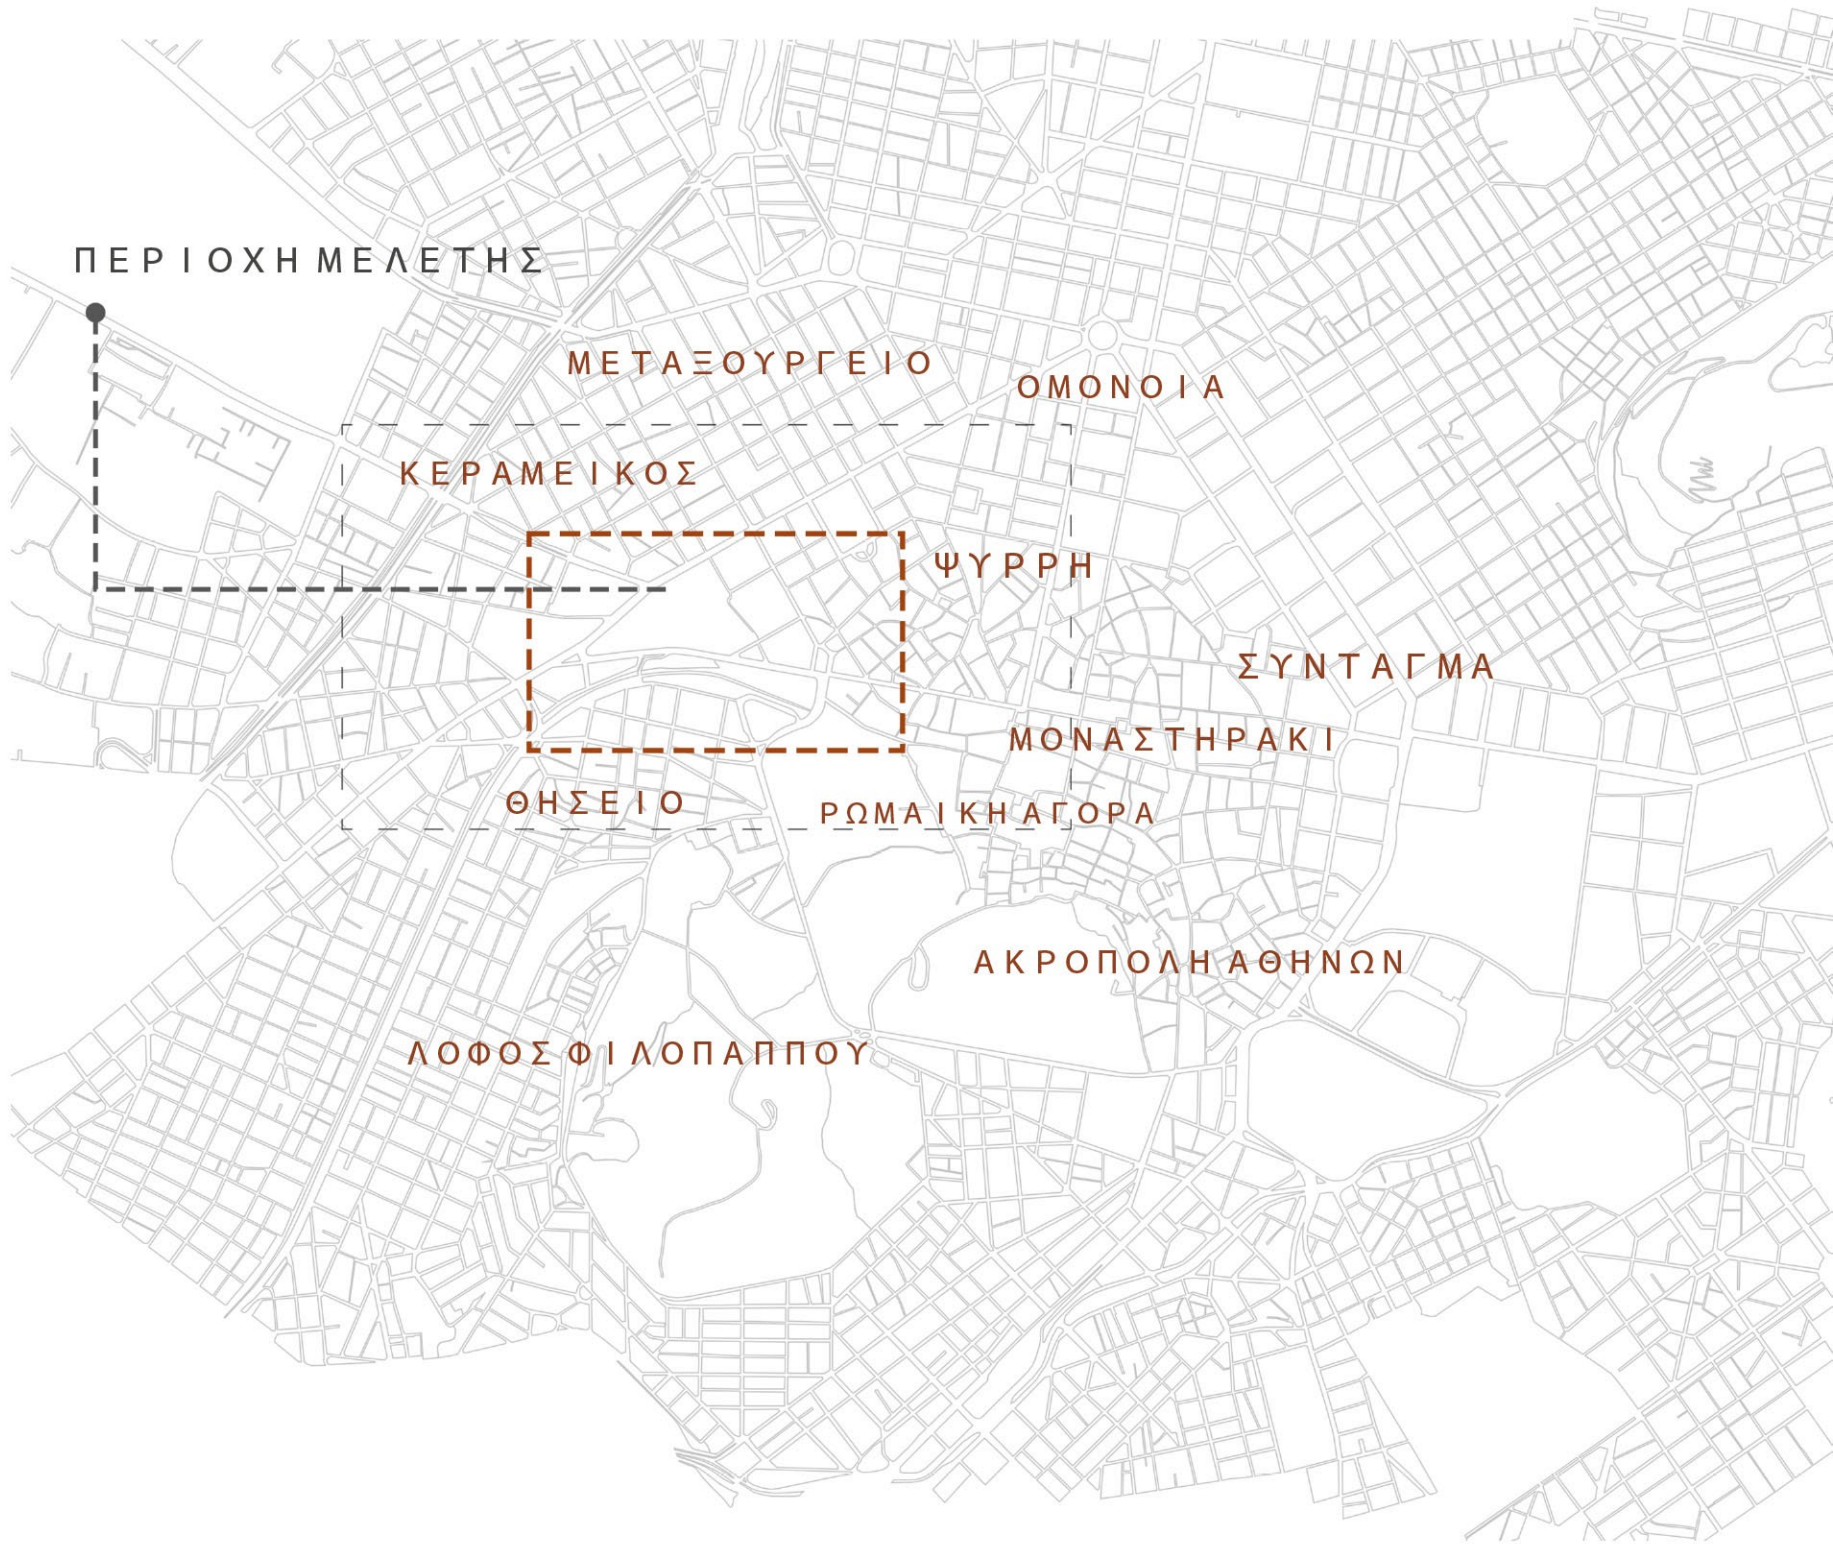 ΠΕΡΙΟΧΗ ΜΕΛΕΤΗΣ
ΜΕΤΑΞΟΥΡΓΕΙΟ
ΟΜΟΝΟΙΑ
ΚΕΡΑΜΕΙΚΟΣ
ΨΥΡΡΗ
ΣΥΝΤΑΓΜΑ
ΜΟΝΑΣΤΗΡΑΚΙ
ΘΗΣΕΙΟ
ΡΩΜΑΙΚΗ ΑΓΟΡΑ
ΑΚΡΟΠΟΛΗ ΑΘΗΝΩΝ
ΛΟΦΟΣ ΦΙΛΟΠΑΠΠΟΥ